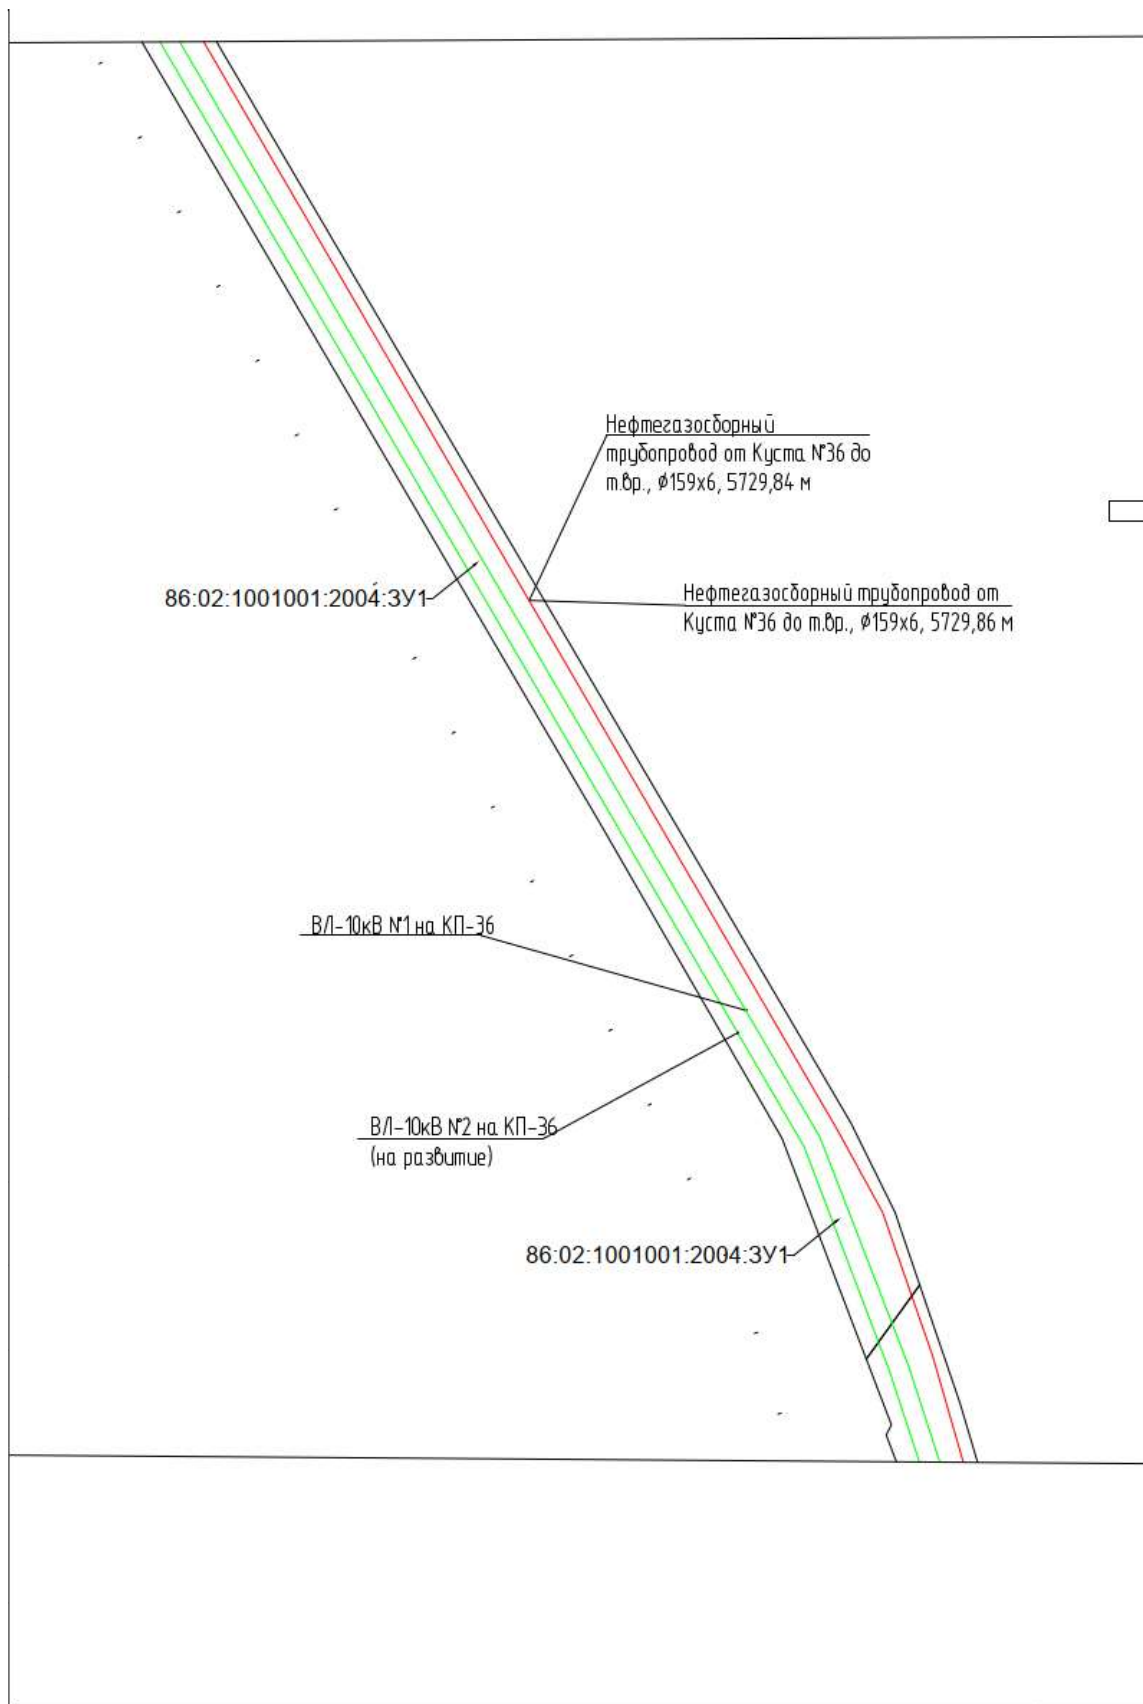 Нефтегазосборный
трубопровод от Куста №36 до
т.вр., ⌀159х6, 5729,84 м
86:02:1001001:2004:ЗУ1
Нефтегазосборный трубопровод от
Куста №36 до т.вр., ⌀159х6, 5729,86 м
ВЛ-10кВ №1 на КП-36
ВЛ-10кВ №2 на КП-36
(на развитие)
86:02:1001001:2004:ЗУ1